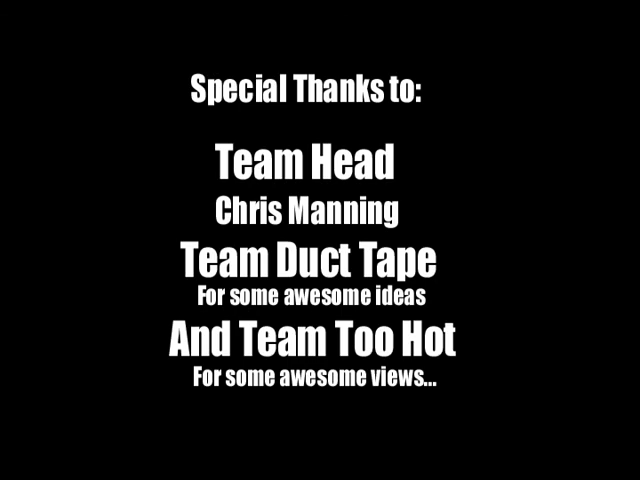 Special Thanks to:
Team Head
Chris Manning
Team Duct Tape
For some awesome ideas
And Team Too Hot
For some awesome views...